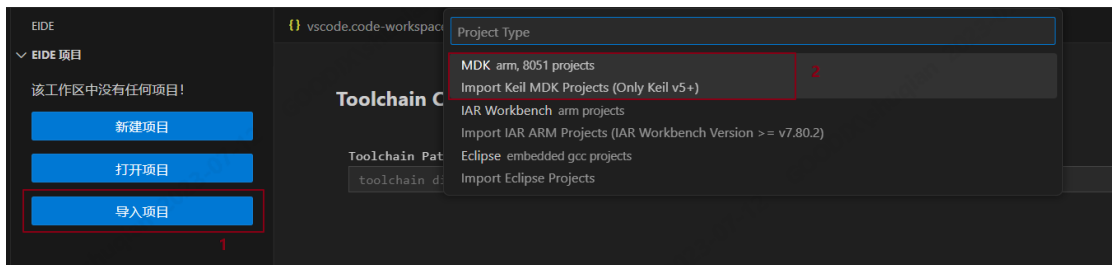 EIDE
{} vscode.code-workspac
Project Type
EIDE 项目
该工作区中没有任何项目!
新建项目
打开项目
导入项目
1
MDK arm, 8051 projects
Import Keil MDK Projects (Only Keil v5+)
2
IAR Workbench arm projects
Import IAR ARM Projects (IAR Workbench Version >= v7.80.2)
Eclipse embedded gcc projects
Import Eclipse Projects
Toolchain C
Toolchain Pat
toolchain di